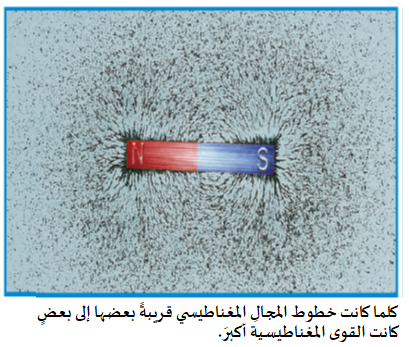 N
S
كلما كانت خطوط المجال المغناطيسي قريبةً بعضها إلى بعضٍ
كانت القوى المغناطيسية أكبرَ.